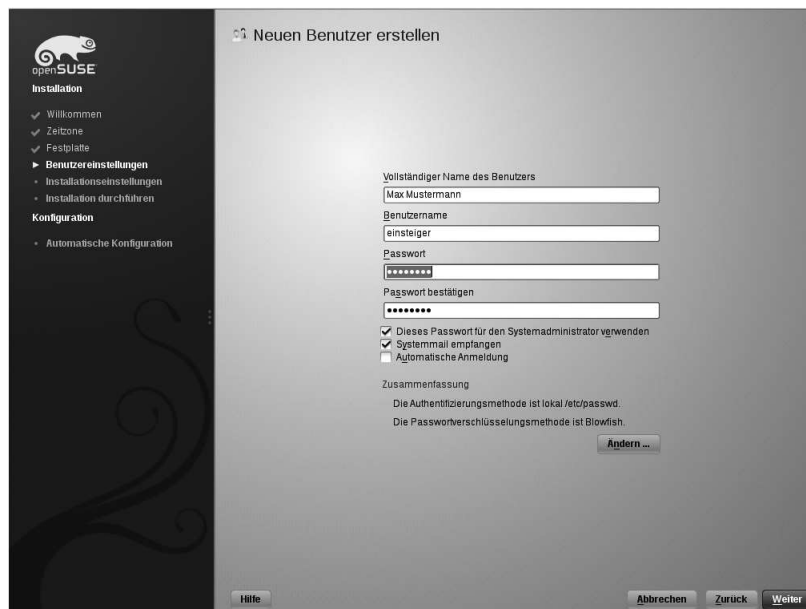 openSUSE
Installation
Willkommen
Zeitzone
Festplatte
Benutzereinstellungen
Installationseinstellungen
Installation durchführen
Konfiguration
Automatische Konfiguration
Neuen Benutzer erstellen
Vollständiger Name des Benutzers
Max Mustermann
Benutzername
einsteiger
Passwort
••••••••
Passwort bestätigen
••••••••
Dieses Passwort für den Systemadministrator verwenden
Systemmail empfangen
Automatische Anmeldung
Zusammenfassung
Die Authentifizierungsmethode ist lokal /etc/passwd.
Die Passwortverschlüsselungsmethode ist Blowfish.
Ändern ...
Hilfe
Abbrechen
Zurück
Weiter